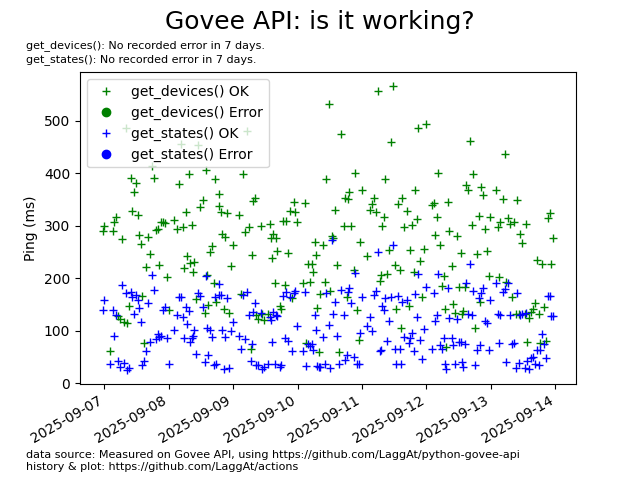 Govee API: is it working?
get_devices(): No recorded error in 7 days.
get_states(): No recorded error in 7 days.
get_devices() OK
get_devices() Error
get_states() OK
get_states() Error
Ping (ms)
500
400
300
200
100
0
2025-09-07
2025-09-08
2025-09-09
2025-09-10
2025-09-11
2025-09-12
2025-09-13
2025-09-14
data source: Measured on Govee API, using https://github.com/LaggAt/python-govee-api
history & plot: https://github.com/LaggAt/actions